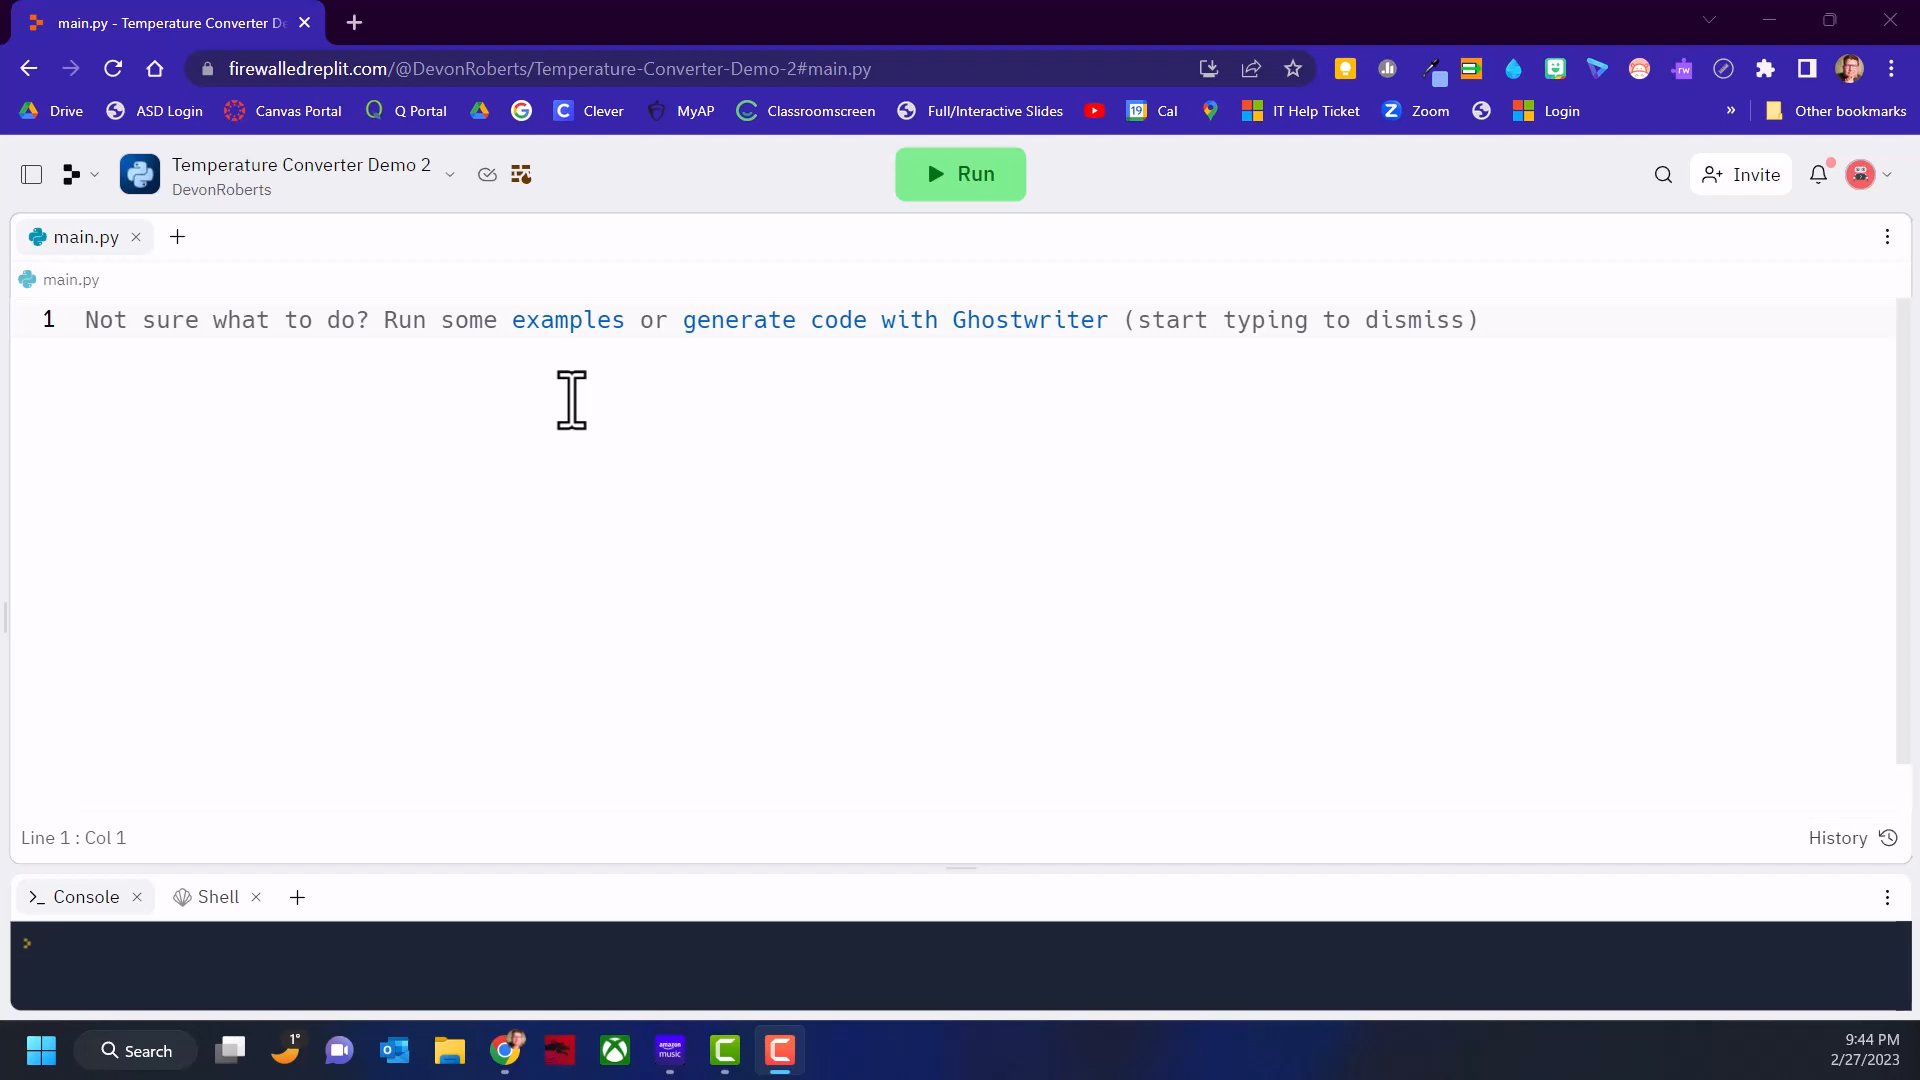 main.py - Temperature Converter De
firewalledreplit.com/@DevonRoberts/Temperature-Converter-Demo-2#main.py
Drive ASD Login Canvas Portal Q Portal Clever MyAP Classroomscreen Full/Interactive Slides 19 Cal IT Help Ticket Zoom Login » Other bookmarks
Temperature Converter Demo 2
DevonRoberts
Run
Invite
main.py
main.py
1 Not sure what to do? Run some examples or generate code with Ghostwriter (start typing to dismiss)
Line 1 : Col 1
History
Console
Shell
Search
1°
amazon
music
9:44 PM
2/27/2023